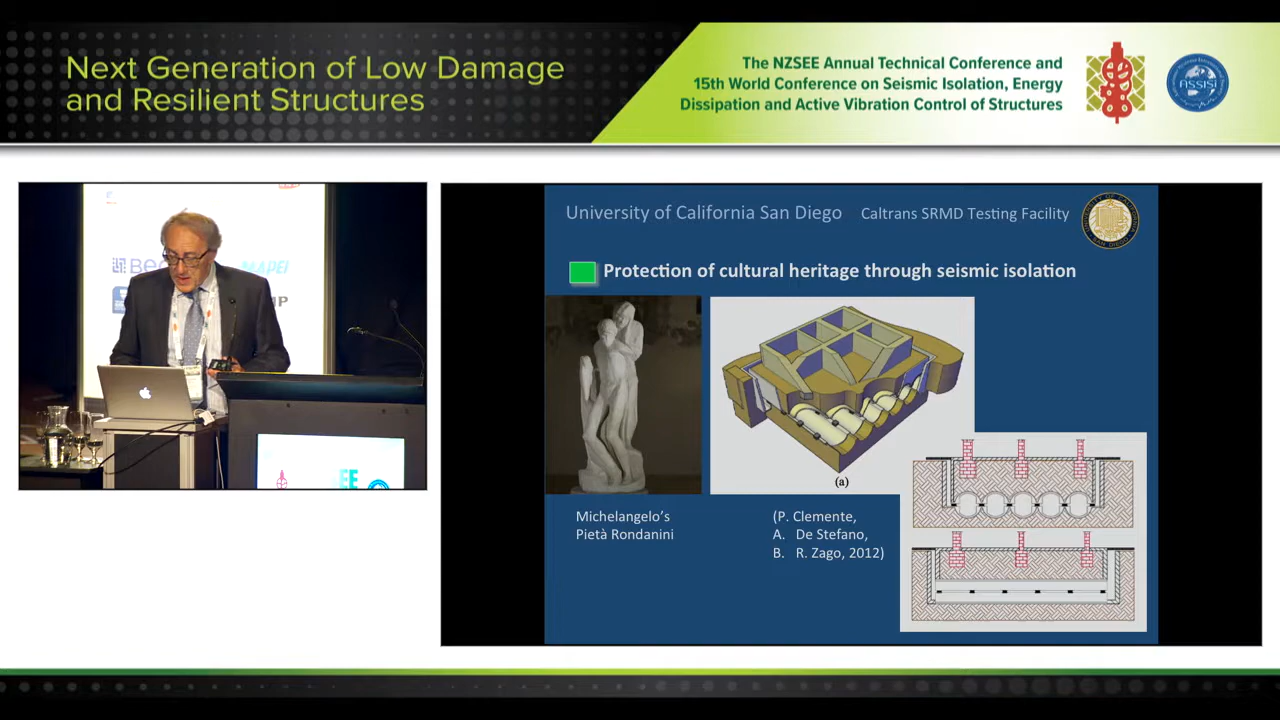 Next Generation of Low Damage
and Resilient Structures
The NZSEE Annual Technical Conference and
15th World Conference on Seismic Isolation, Energy
Dissipation and Active Vibration Control of Structures
ASSISi
MAPEI
University of California San Diego Caltrans SRMD Testing Facility
Protection of cultural heritage through seismic isolation
(a)
Michelangelo's
Pietà Rondanini
(P. Clemente,
A. De Stefano,
B. R. Zago, 2012)